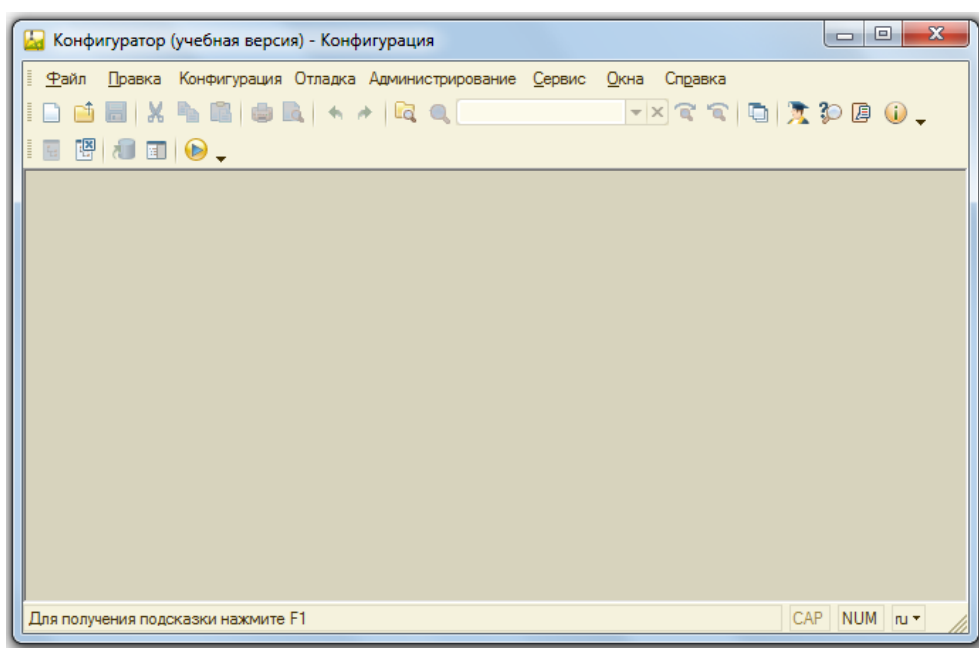 Конфигуратор (учебная версия) - Конфигурация
Файл Правка Конфигурация Отладка Администрирование Сервис Окна Справка
Для получения подсказки нажмите F1 CAP NUM ru